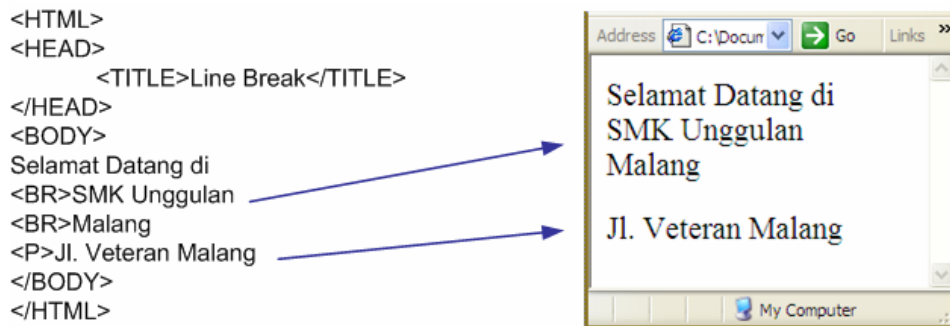 <HTML>
<HEAD>
<TITLE>Line Break</TITLE>
</HEAD>
<BODY>
Selamat Datang di
<BR>SMK Unggulan
<BR>Malang
<P>Jl. Veteran Malang
</BODY>
</HTML>
Address C:\Docum Go Links »
Selamat Datang di
SMK Unggulan
Malang
Jl. Veteran Malang
My Computer